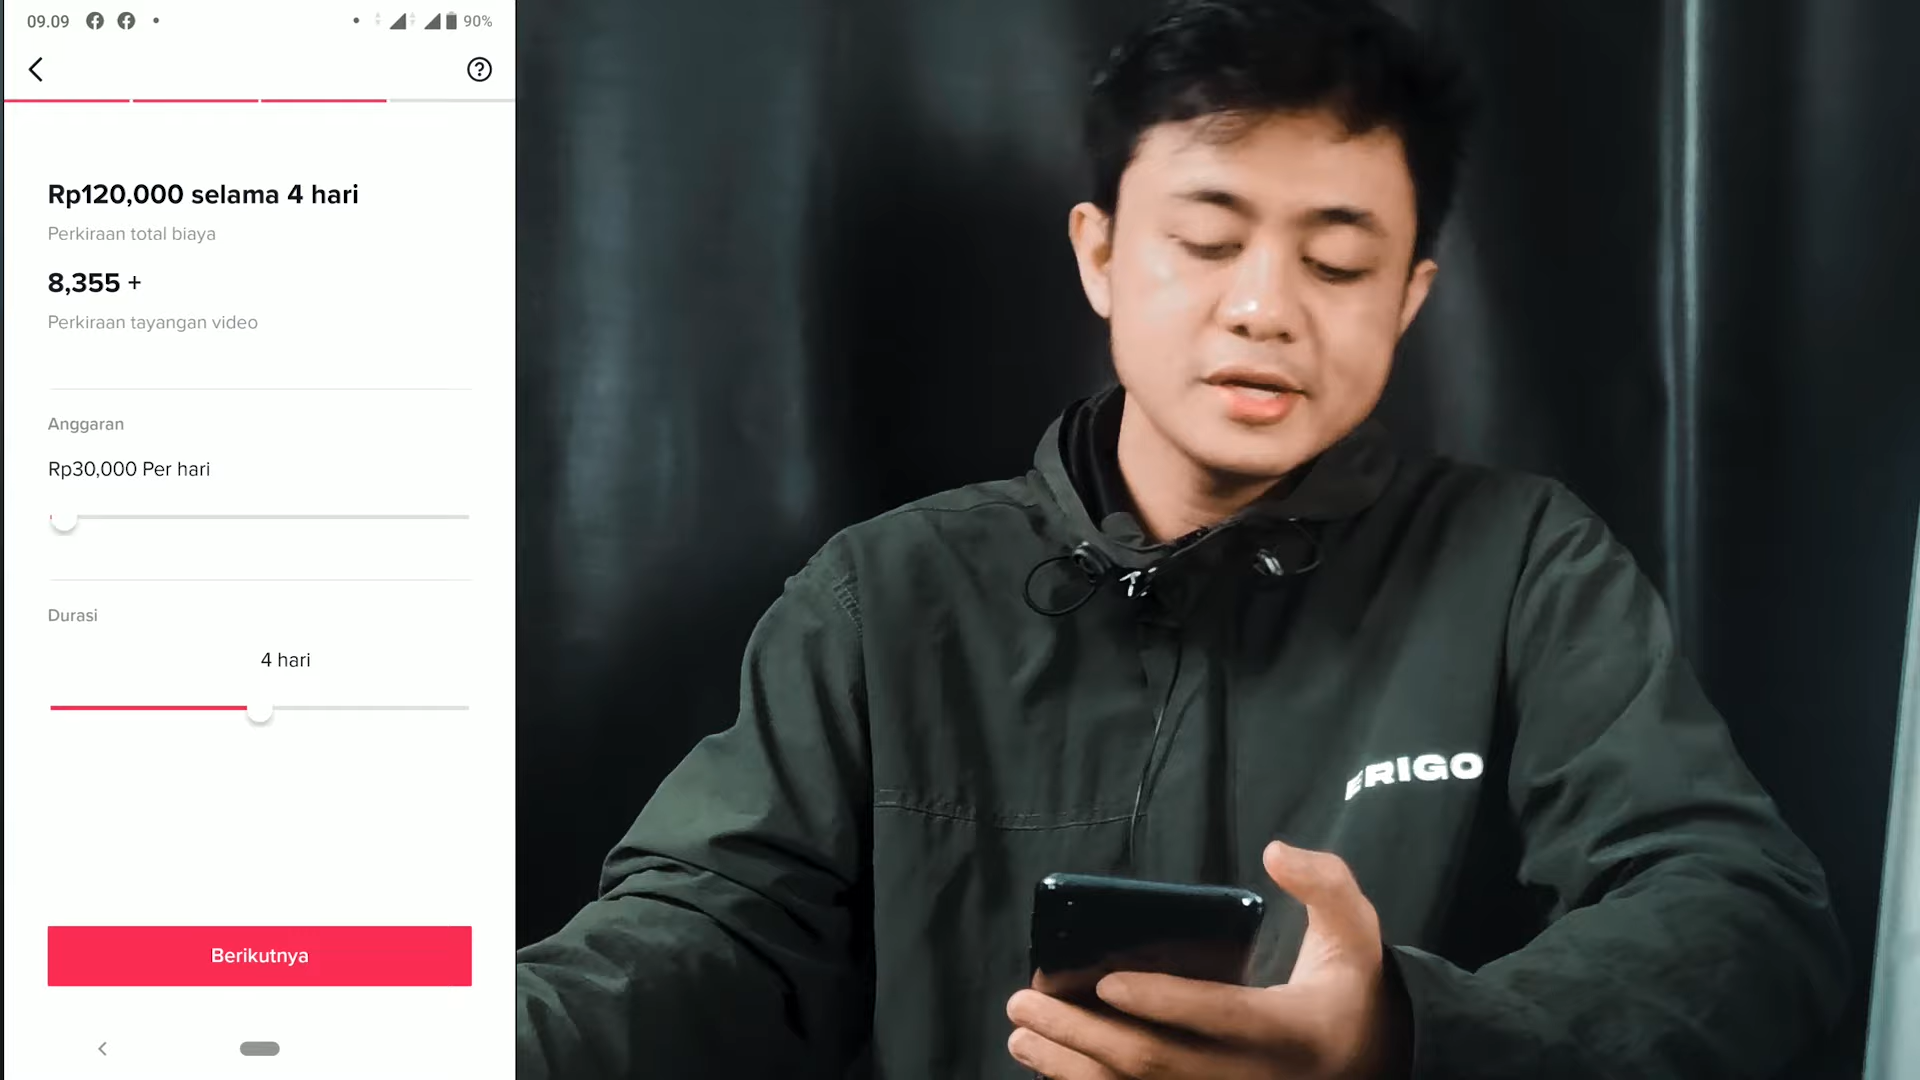 09.09
90%
Rp120,000 selama 4 hari
Perkiraan total biaya
8,355 +
Perkiraan tayangan video
Anggaran
Rp30,000 Per hari
Durasi
4 hari
Berikutnya
ERIGO